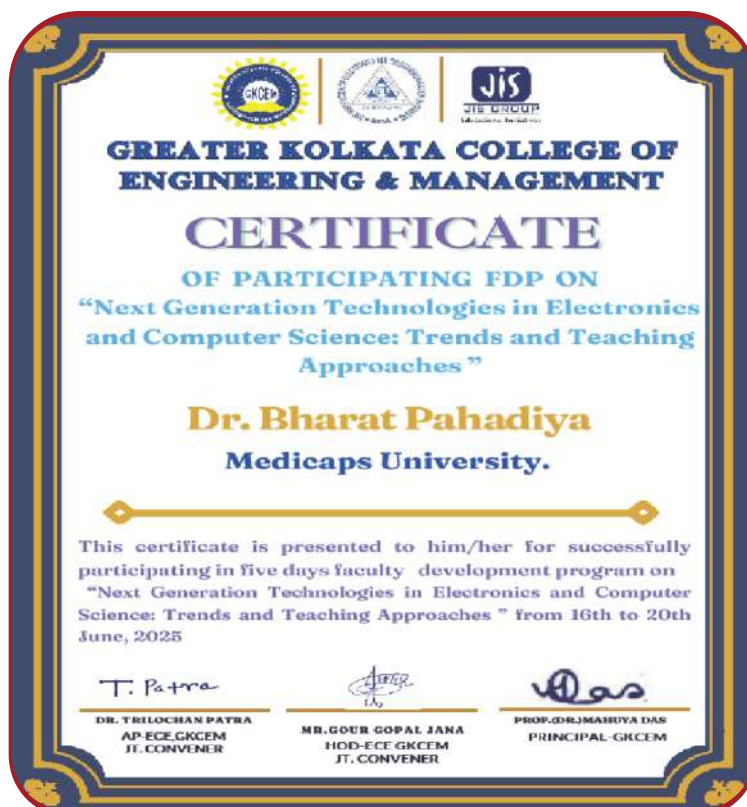 GKCEM
JIS
JIS GROUP
Educational Initiatives
GREATER KOLKATA COLLEGE OF
ENGINEERING & MANAGEMENT
CERTIFICATE
OF PARTICIPATING FDP ON
“Next Generation Technologies in Electronics
and Computer Science: Trends and Teaching
Approaches ”
Dr. Bharat Pahadiya
Medicaps University.
This certificate is presented to him/her for successfully
participating in five days faculty development program on
“Next Generation Technologies in Electronics and Computer
Science: Trends and Teaching Approaches ” from 16th to 20th
June, 2025
T. Patra
Das
DR. TRILOCHAN PATRA
AP-ECE,GKCEM
JT. CONVENER
MR.GOUR GOPAL JANA
HOD-ECE GKCEM
JT. CONVENER
PROF.(DR.)MAHUYA DAS
PRINCIPAL-GKCEM